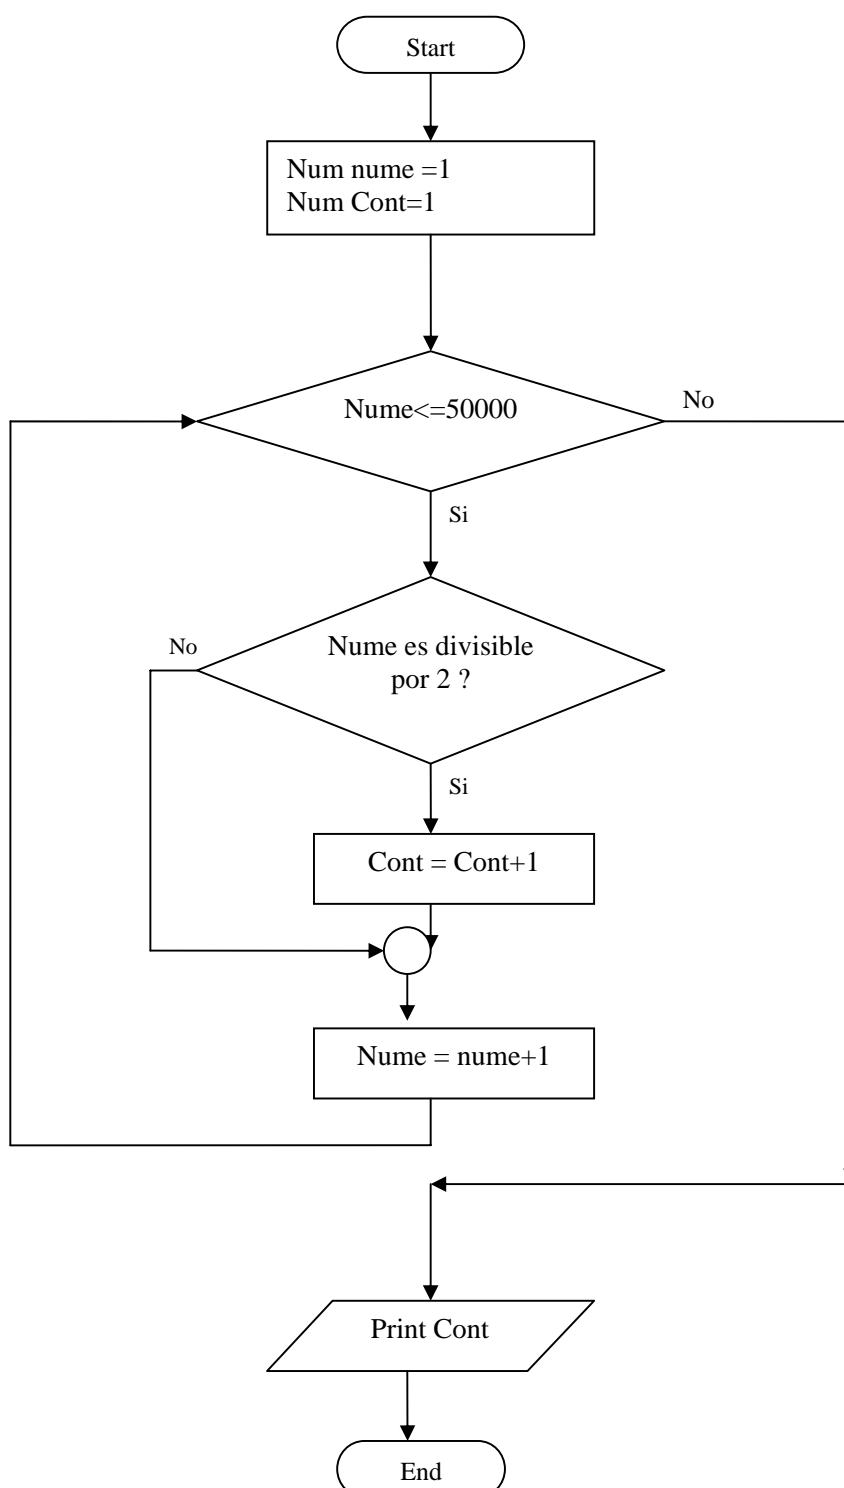 Start
Num nume =1
Num Cont=1
Nume<=50000
No
Si
Nume es divisible
por 2 ?
No
Si
Cont = Cont+1
Nume = nume+1
Print Cont
End